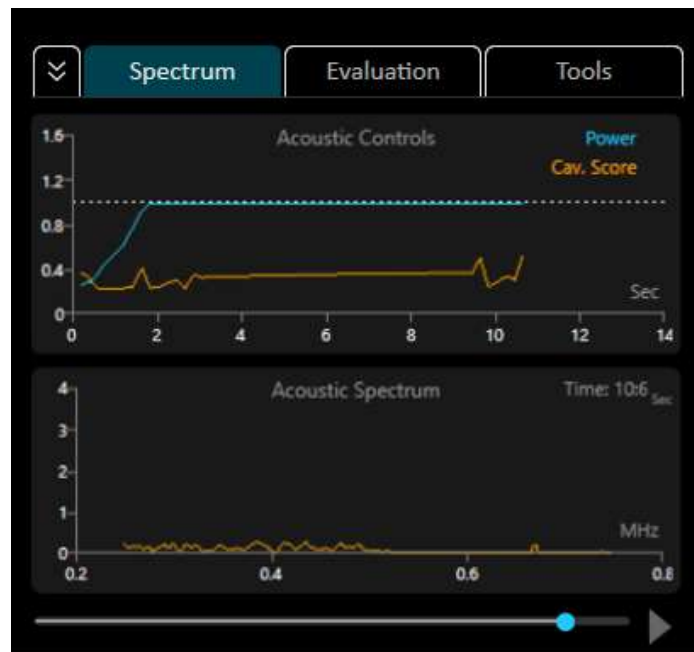 Spectrum Evaluation Tools
Acoustic Controls
Power
Cav. Score
1.6
1.2
0.8
0.4
0
0 2 4 6 8 10 12 14
Sec
Acoustic Spectrum
Time: 10:6 Sec
4
3
2
1
0
MHz
0.2 0.4 0.6 0.8